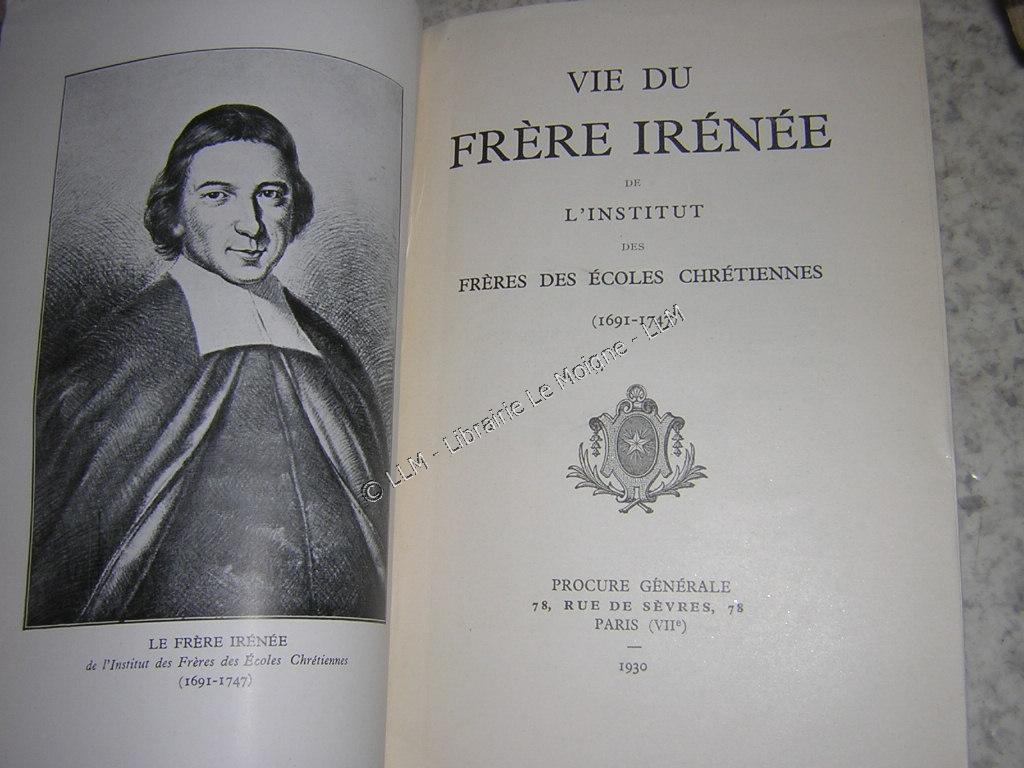 LE FRÈRE IRÉNÉE
de l'Institut des Frères des Écoles Chrétiennes
(1691-1747)
VIE DU
FRÈRE IRÉNÉE
DE
L'INSTITUT
DES
FRÈRES DES ÉCOLES CHRÉTIENNES
(1691-1747)
PROCURE GÉNÉRALE
78, RUE DE SÈVRES, 78
PARIS (VIIe)
1930
© LLM - Librairie Le Moigne - LLM